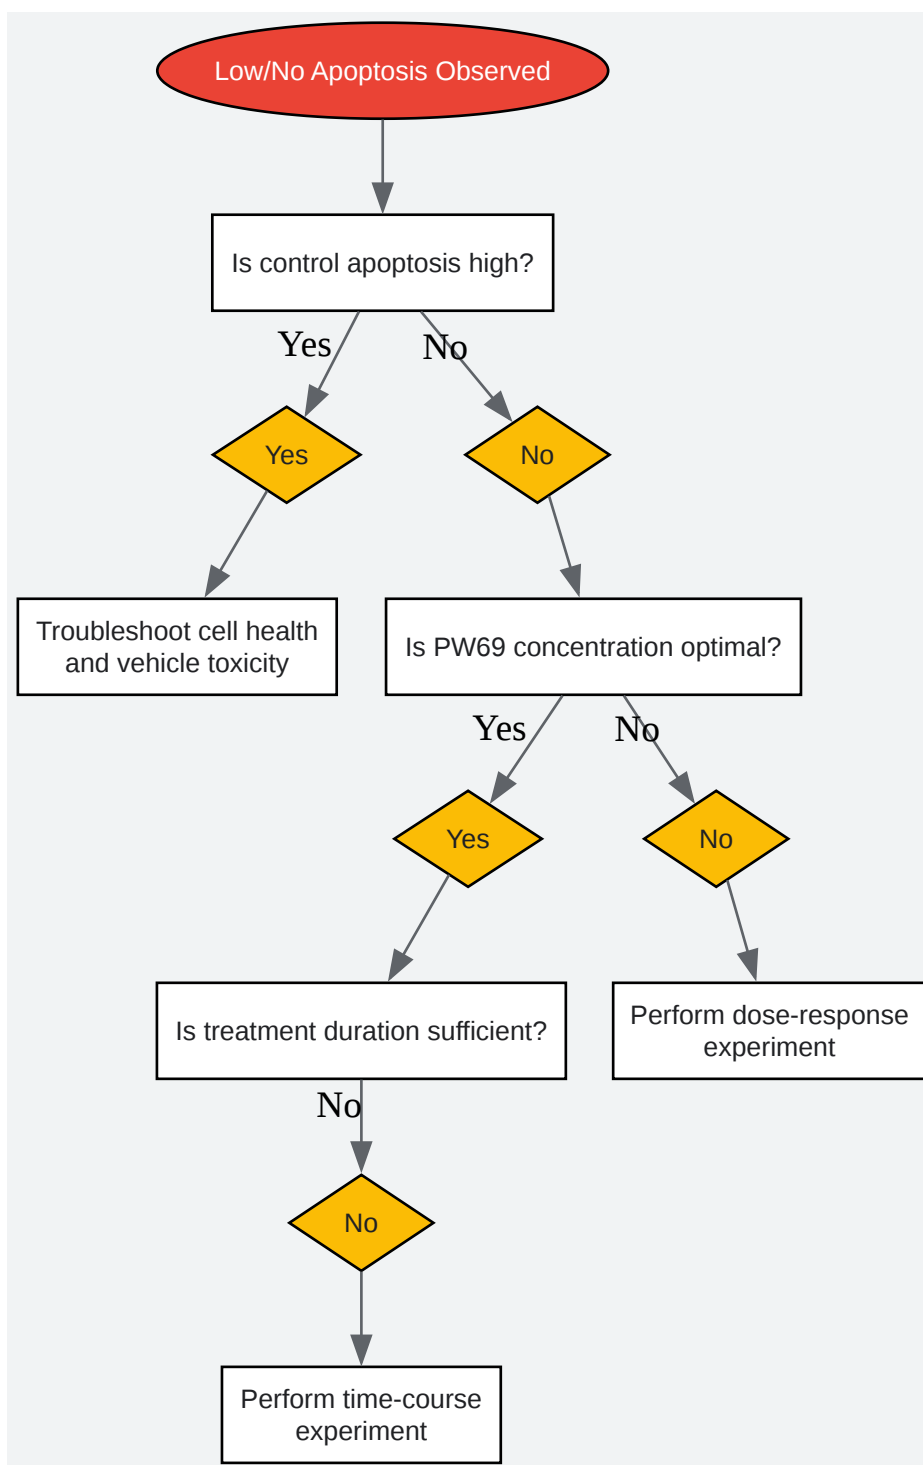 Low/No Apoptosis Observed
Is control apoptosis high?
Yes
No
Yes
No
Troubleshoot cell health
and vehicle toxicity
Is PW69 concentration optimal?
Yes
No
Yes
No
Is treatment duration sufficient?
Perform dose-response
experiment
No
No
Perform time-course
experiment